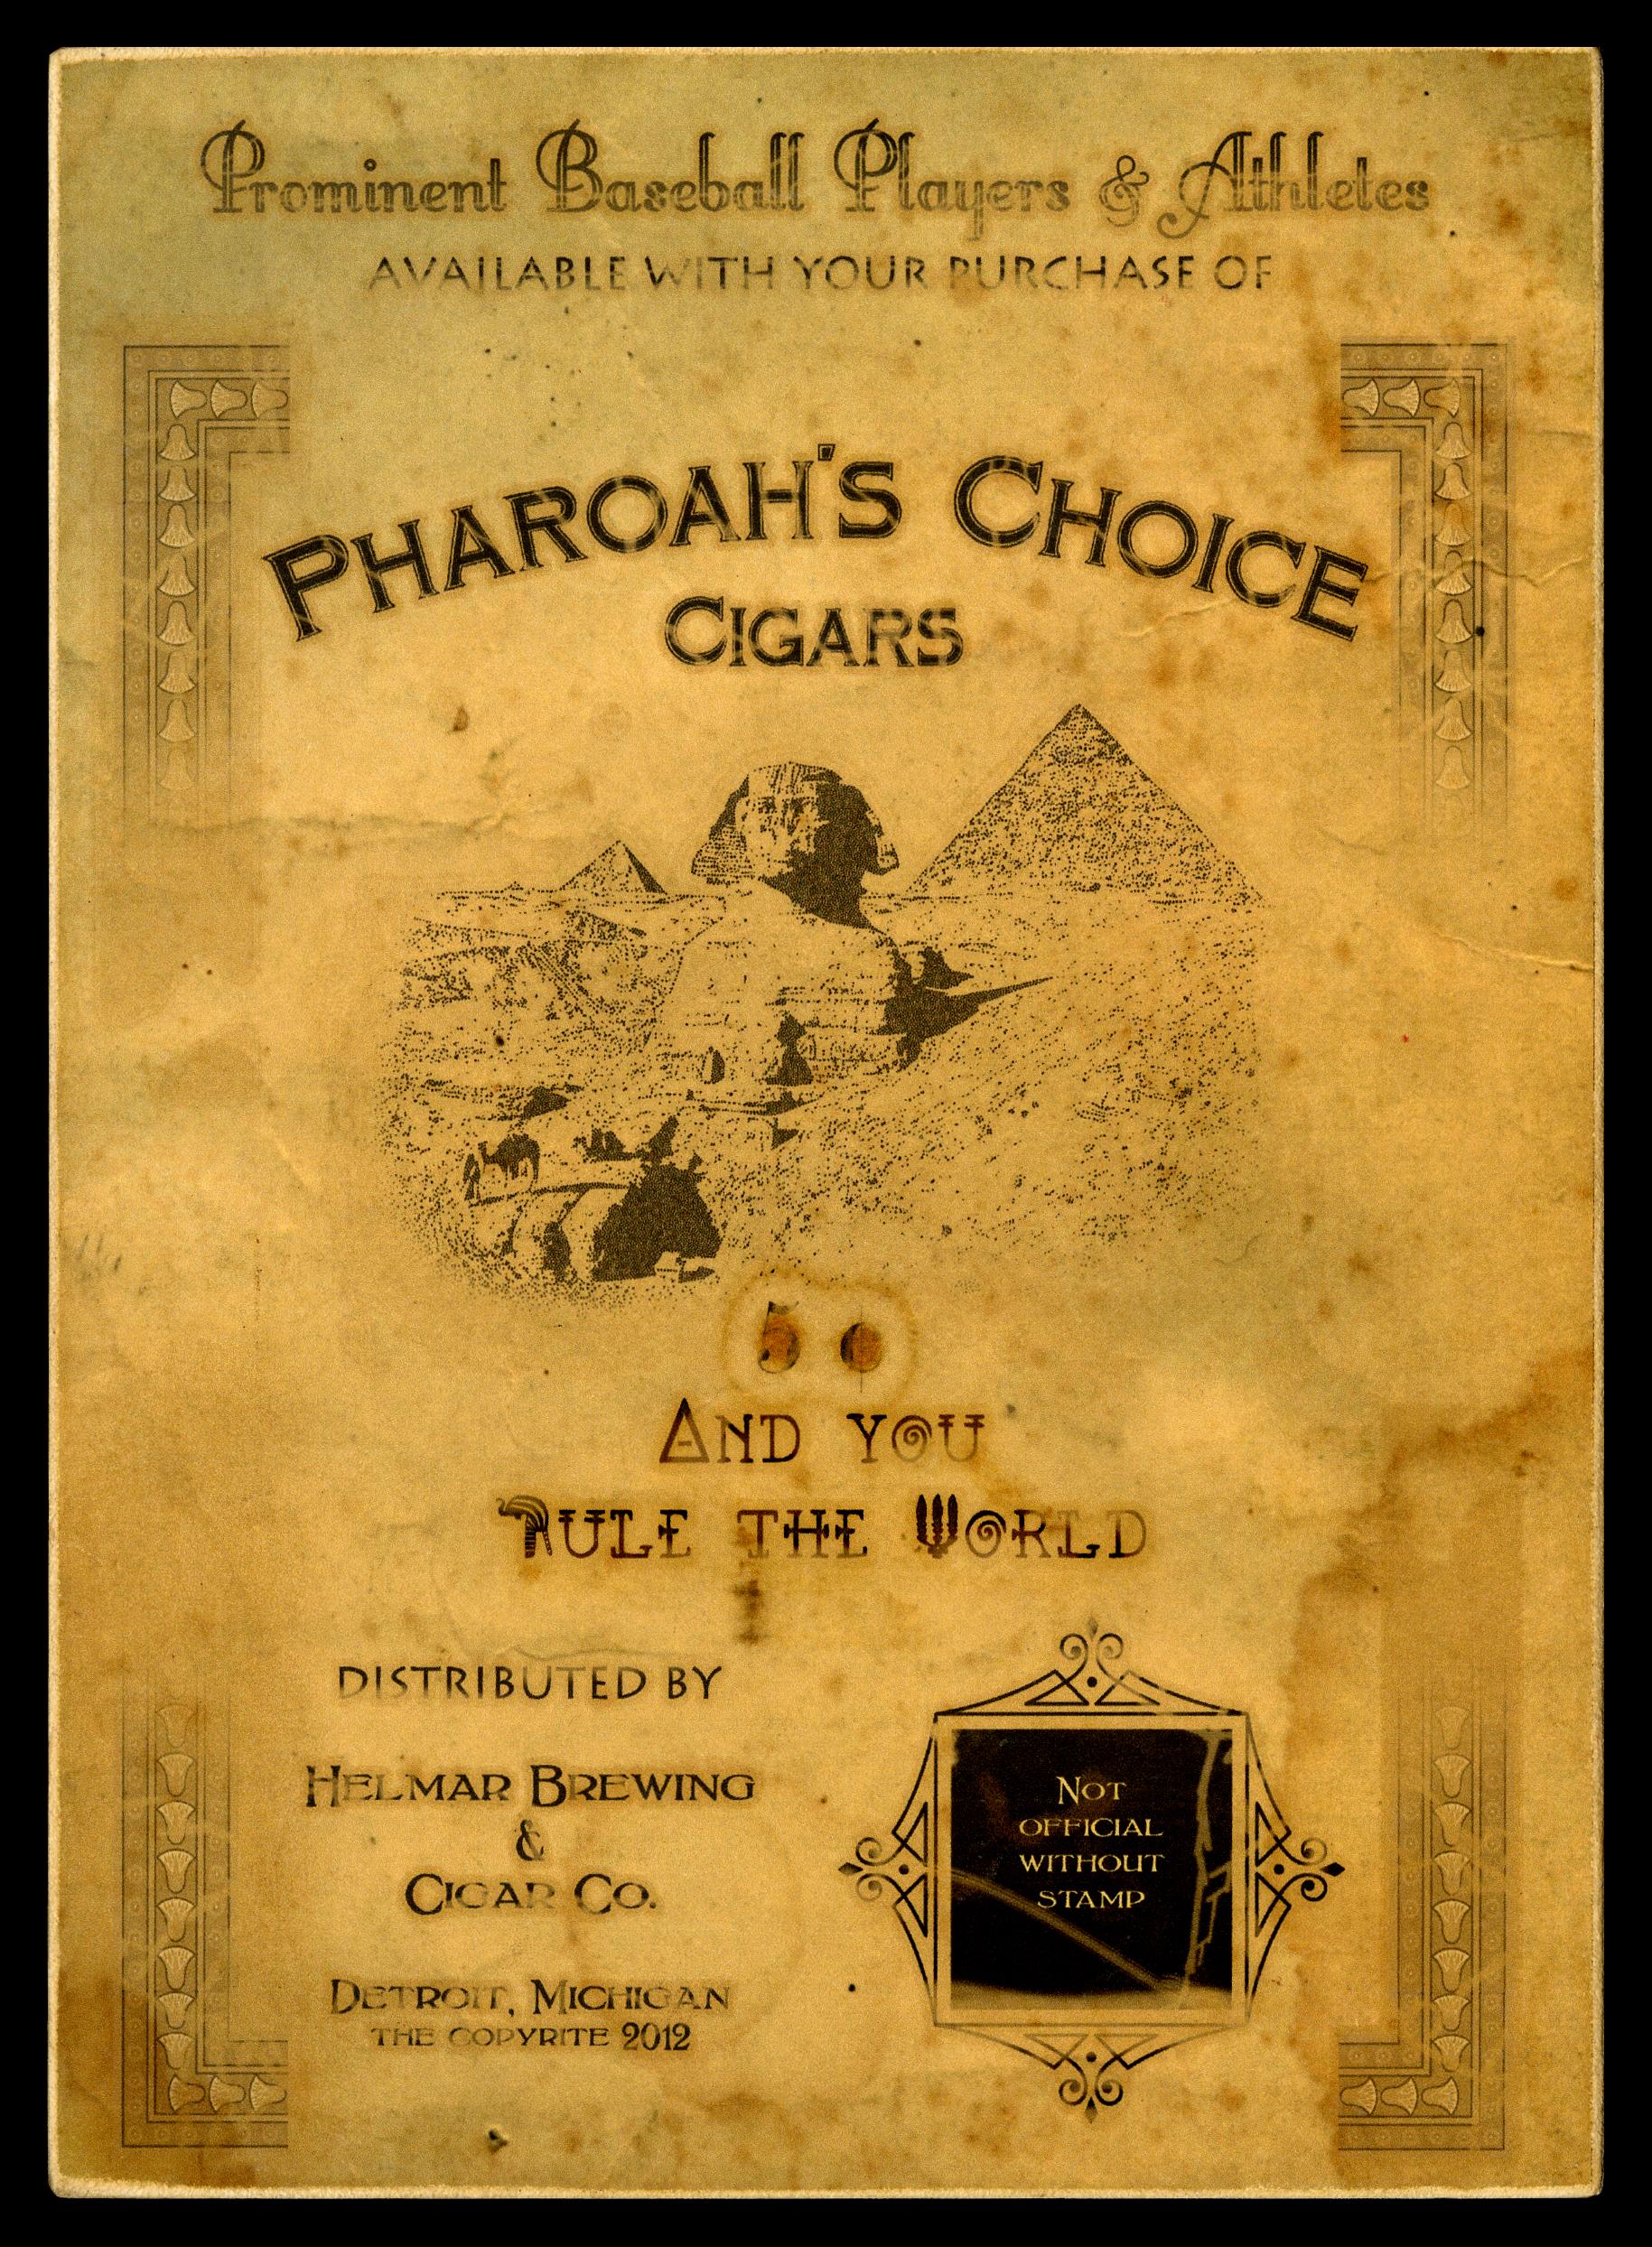 Prominent Baseball Players & Athletes
AVAILABLE WITH YOUR PURCHASE OF
PHAROAH'S CHOICE
CIGARS
5 ¢
AND YOU
RULE THE WORLD
DISTRIBUTED BY
HELMAR BREWING
&
CIGAR CO.
DETROIT, MICHIGAN
THE COPYRITE 2012
NOT
OFFICIAL
WITHOUT
STAMP